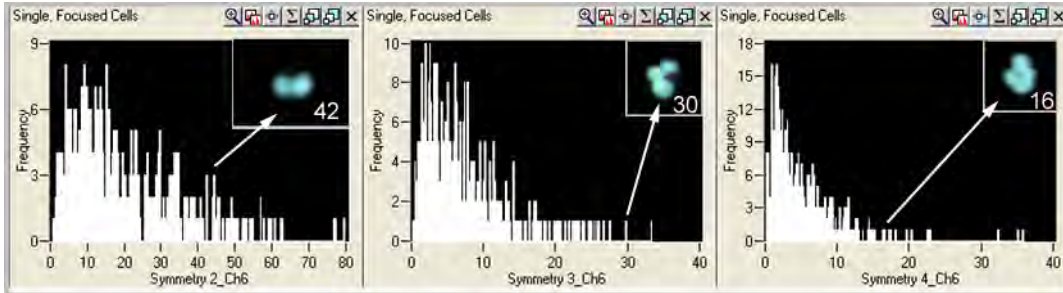 Single, Focused Cells
9
6
3
0
Frequency
42
0 10 20 30 40 50 60 70 80
Symmetry 2_Ch6
Single, Focused Cells
10
8
6
4
2
0
Frequency
30
0 10 20 30 40
Symmetry 3_Ch6
Single, Focused Cells
18
15
12
9
6
3
0
Frequency
16
0 10 20 30 40
Symmetry 4_Ch6